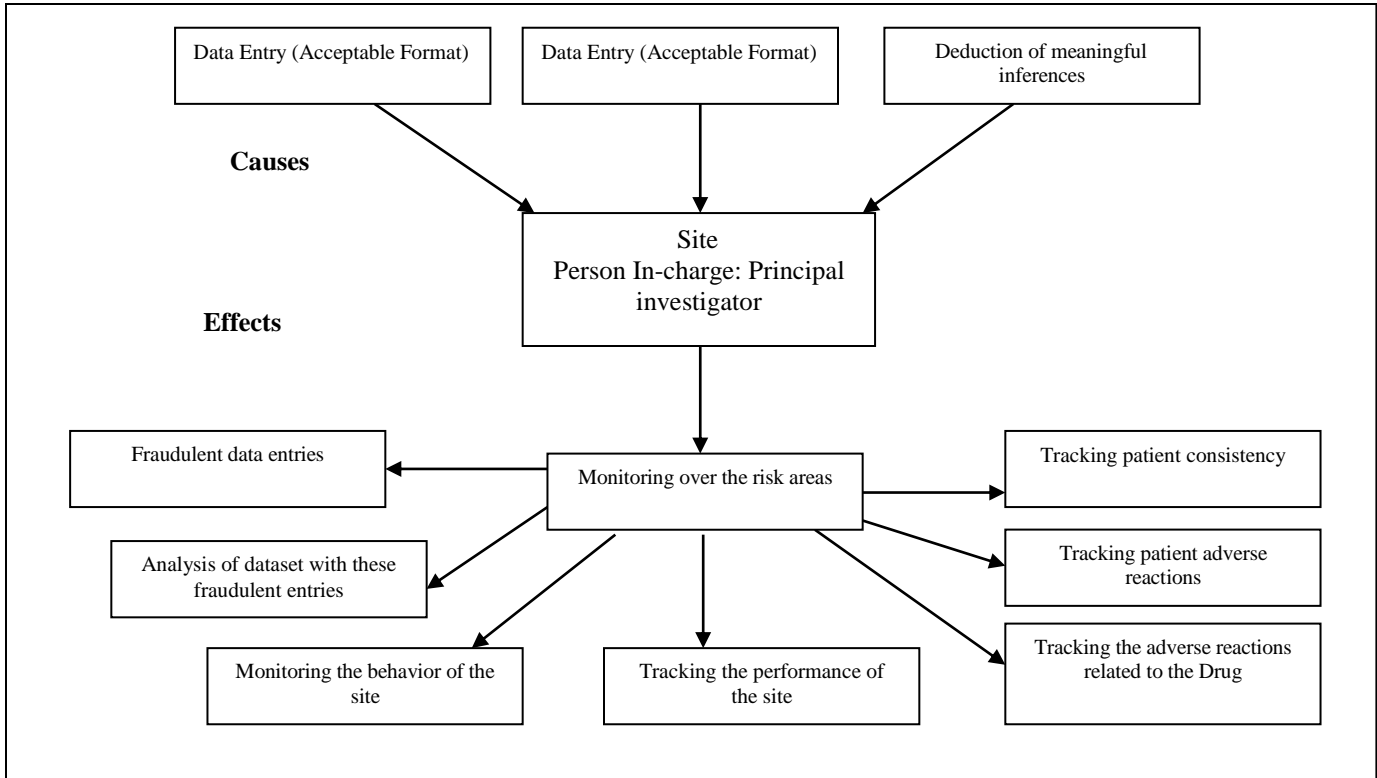 Data Entry (Acceptable Format)
Data Entry (Acceptable Format)
Deduction of meaningful
inferences
Causes
Site
Person In-charge: Principal
investigator
Effects
Fraudulent data entries
Monitoring over the risk areas
Tracking patient consistency
Analysis of dataset with these
fraudulent entries
Tracking patient adverse
reactions
Monitoring the behavior of the
site
Tracking the performance of
the site
Tracking the adverse reactions
related to the Drug